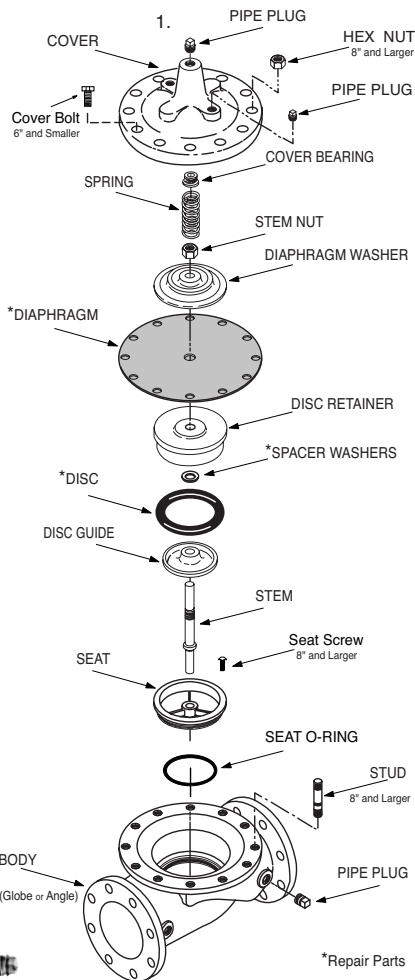 1.
PIPE PLUG
COVER
HEX NUT
8" and Larger
PIPE PLUG
Cover Bolt
6" and Smaller
COVER BEARING
SPRING
STEM NUT
DIAPHRAGM WASHER
*DIAPHRAGM
DISC RETAINER
*SPACER WASHERS
*DISC
DISC GUIDE
STEM
Seat Screw
8" and Larger
SEAT
SEAT O-RING
STUD
8" and Larger
BODY
(Globe or Angle)
PIPE PLUG
*Repair Parts